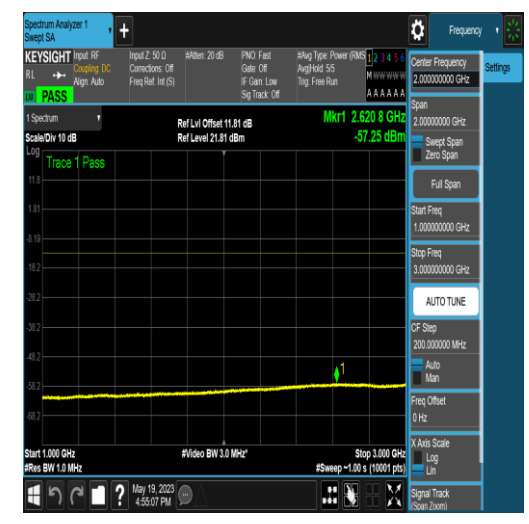 Spectrum Analyzer 1
Swept SA
Frequency
KEYSIGHT
RL
PASS
Input: RF
Coupling: DC
Align: Auto
Input Z: 50 Ω
Corrections: Off
Freq Ref: Int (S)
#Atten: 20 dB
PNO: Fast
Gate: Off
IF Gain: Low
Sig Track: Off
#Avg Type: Power (RMS
Avg|Hold: 5/5
Trig: Free Run
1 2 3 4 5 6
M W W W W W
A A A A A A
Center Frequency
2.000000000 GHz
Settings
Span
2.00000000 GHz
Swept Span
Zero Span
Full Span
Start Freq
1.000000000 GHz
Stop Freq
3.000000000 GHz
AUTO TUNE
CF Step
200.000000 MHz
Auto
Man
Freq Offset
0 Hz
X Axis Scale
Log
Lin
Signal Track
(Span Zoom)
1 Spectrum
Scale/Div 10 dB
Log
Ref Lvl Offset 11.81 dB
Ref Level 21.81 dBm
Mkr1 2.620 8 GHz
-57.25 dBm
Trace 1 Pass
11.8
1.81
-8.19
-18.2
-28.2
-38.2
-48.2
-58.2
-68.2
1
Start 1.000 GHz
#Res BW 1.0 MHz
#Video BW 3.0 MHz*
Stop 3.000 GHz
#Sweep ~1.00 s (10001 pts)
May 19, 2023
4:55:07 PM